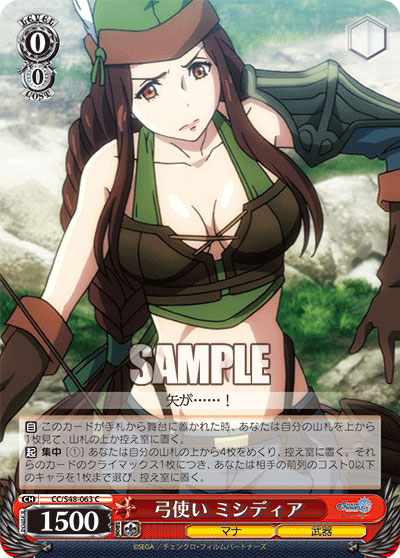 LEVEL
0
0
COST
SAMPLE
矢が……！
自 このカードが手札から舞台に置かれた時、あなたは自分の山札を上から
1枚見て、山札の上か控え室に置く。
起 集中 ［①］ あなたは自分の山札の上から4枚をめくり、控え室に置く。それ
らのカードのクライマックス1枚につき、あなたは相手の前列のコスト0以下
のキャラを1枚まで選び、控え室に置く。
CH CC/S48-063 C
1500
弓使い ミシディア
マナ 武器
©SEGA／チェンクロ・フィルムパートナーズ